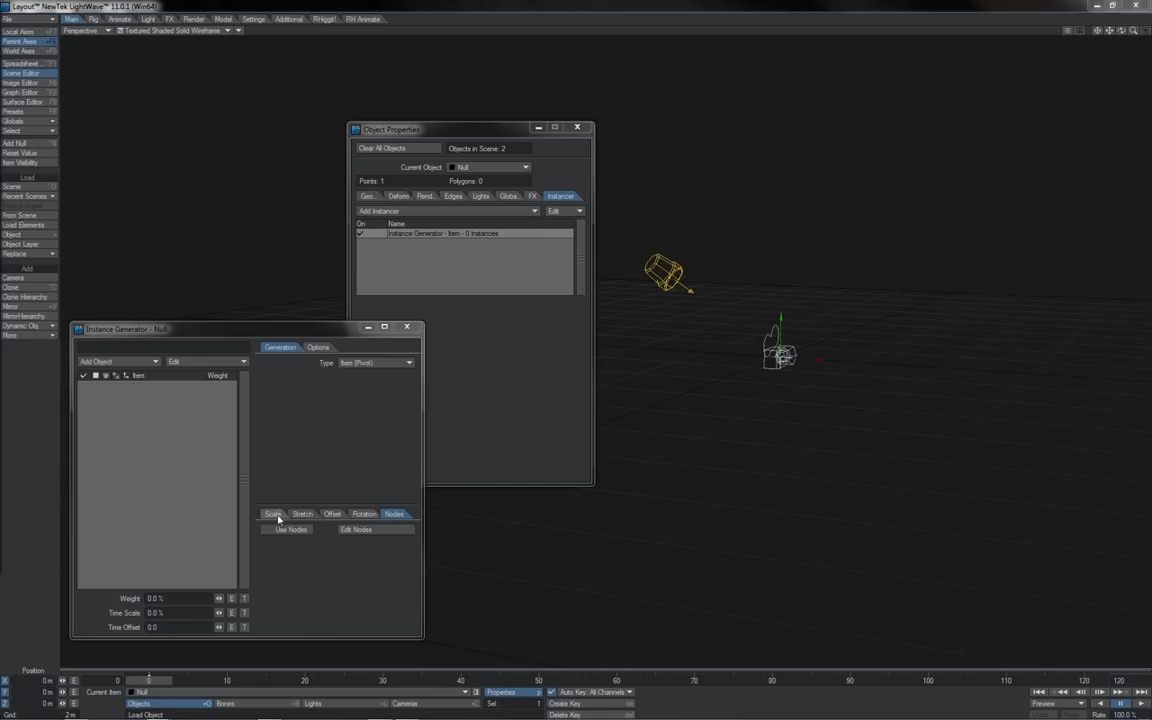 Layout™ NewTek LightWave™ 11.0.1 (Win64)
File
Main Rig Animate Light FX Render Model Settings Additional RHiggit RH Animate
Perspective Textured Shaded Solid Wireframe
Local Axes +F7
Parent Axes
World Axes
Spreadsheet...
Scene Editor
Image Editor F6
Graph Editor F2
Surface Editor F5
Presets F8
Globals
Select
Add Null ^N
Reset Value
Item Visibility
Load
Scene ^O
Recent Scenes
From Scene
Load Elements
Object +
Object Layer
Replace
Add
Camera
Clone ^C
Clone Hierarchy
Mirror +V
MirrorHierarchy
Dynamic Obj
More
Object Properties
Clear All Objects Objects in Scene: 2
Current Object Null
Points: 1 Polygons: 0
Geo... Deform Rend... Edges Lights Globa.. FX Instancer
Add Instancer Edit
On Name
Instance Generator - Item - 0 Instances
Instance Generator - Null
Add Object Edit
Item Weight
Generation Options
Type Item (Pivot)
Scale Stretch Offset Rotation Nodes
Use Nodes Edit Nodes
Weight 0.0 % E T
Time Scale 0.0 % E T
Time Offset 0.0 E T
Position
X 0 m E
Y 0 m E
Z 0 m E
Grid: 2 m
0 0 10 20 30 40 50 60 70 80 90 100 110 120 120
Current Item Null Properties p Auto Key: All Channels Preview
Objects +O Bones +B Lights +L Cameras +C Sel: 1 Create Key
Load Object Delete Key
Rate 100.0 %